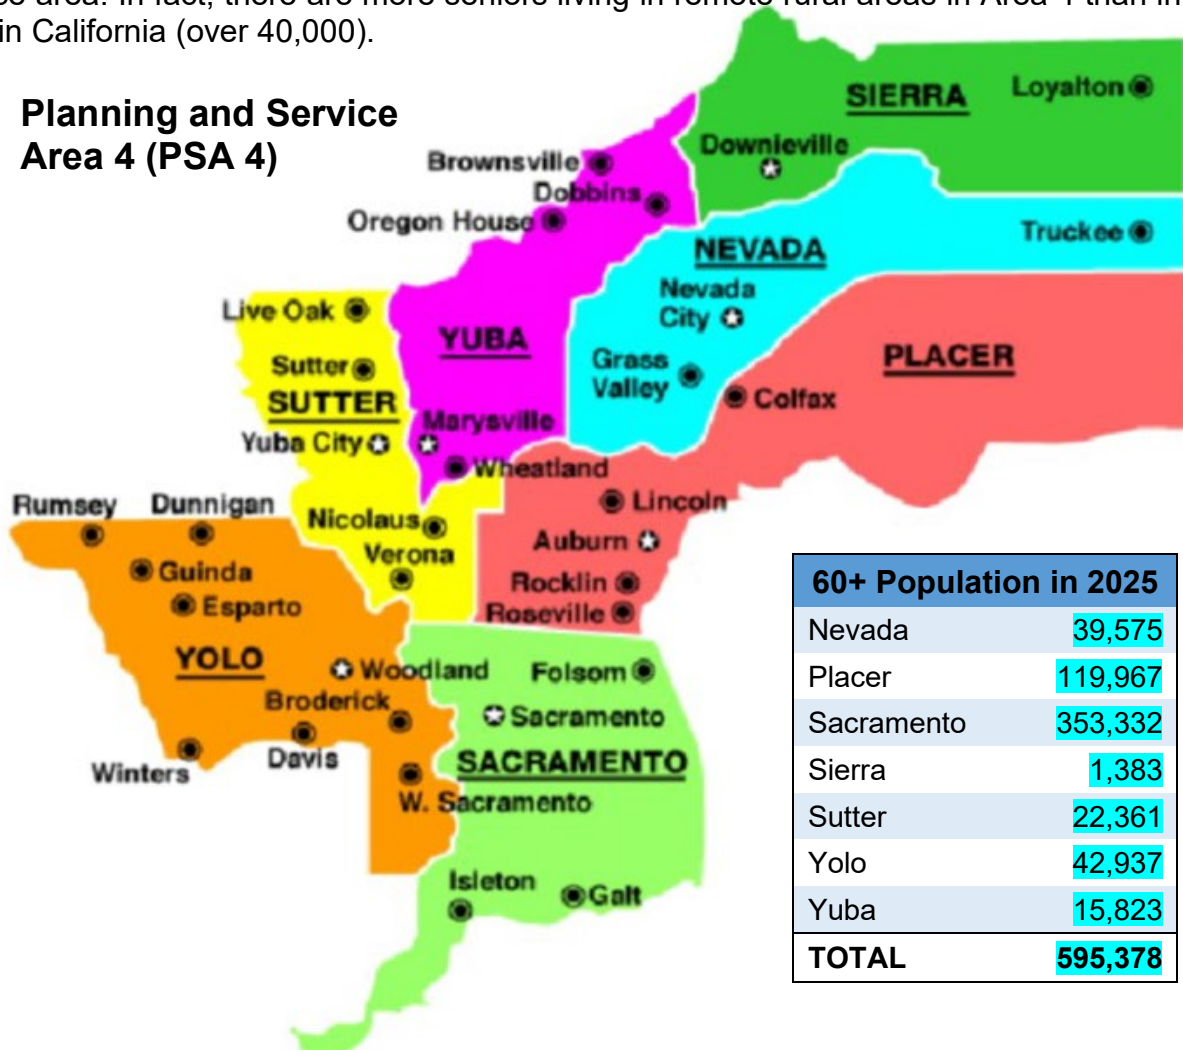 in California (over 40,000).
Planning and Service
Area 4 (PSA 4)
SIERRA
Loyalton
Downieville
Brownsville
Dobbins
Oregon House
NEVADA
Truckee
Nevada
City
Live Oak
YUBA
Grass
Valley
PLACER
Sutter
SUTTER
Colfax
Marysville
Yuba City
Wheatland
Rumsey
Dunnigan
Lincoln
Nicolaus
Auburn
Verona
Guinda
Rocklin
Esparto
Roseville
YOLO
Woodland
Folsom
Broderick
Sacramento
Winters
Davis
SACRAMENTO
W. Sacramento
Isleton
Galt
60+ Population in 2025
Nevada 39,575
Placer 119,967
Sacramento 353,332
Sierra 1,383
Sutter 22,361
Yolo 42,937
Yuba 15,823
TOTAL 595,378